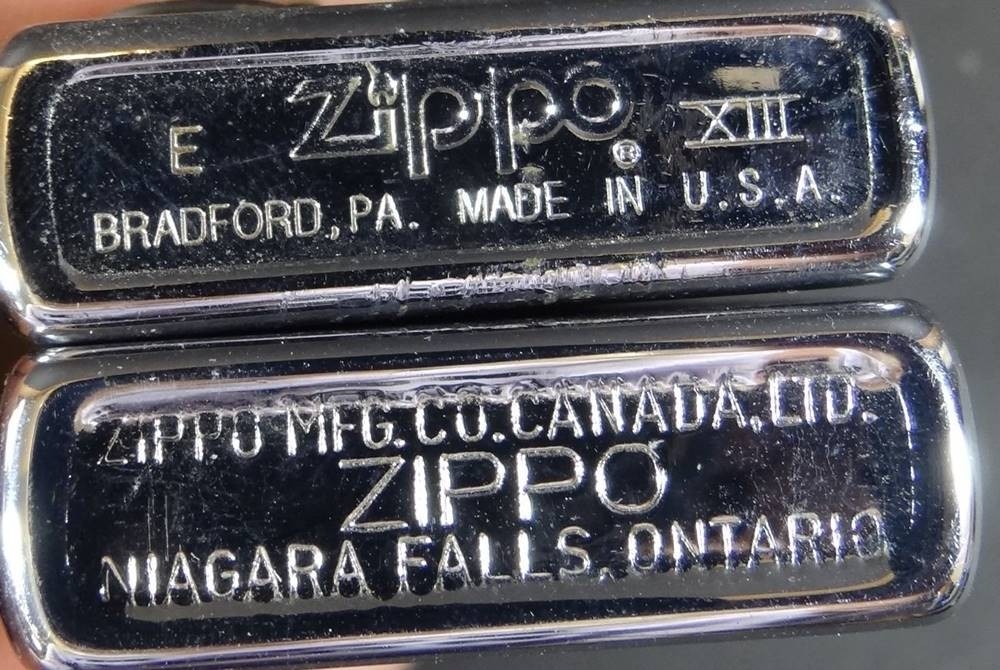 E Zippo ® XIII
BRADFORD, PA. MADE IN U.S.A.
ZIPPO MFG. CO. CANADA, LTD.
ZIPPO
NIAGARA FALLS, ONTARIO